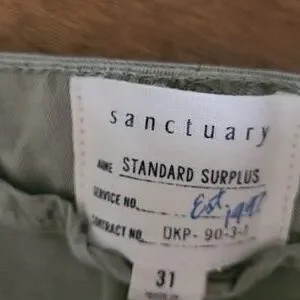 sanctuary
NAME STANDARD SURPLUS
SERVICE NO. Est. 1997
CONTRACT NO. DKP- 90-3-1
31